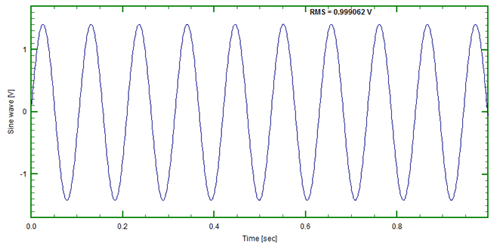 RMS = 0.999062 V
1
0
-1
Sine wave [V]
0.0 0.2 0.4 0.6 0.8
Time [sec]